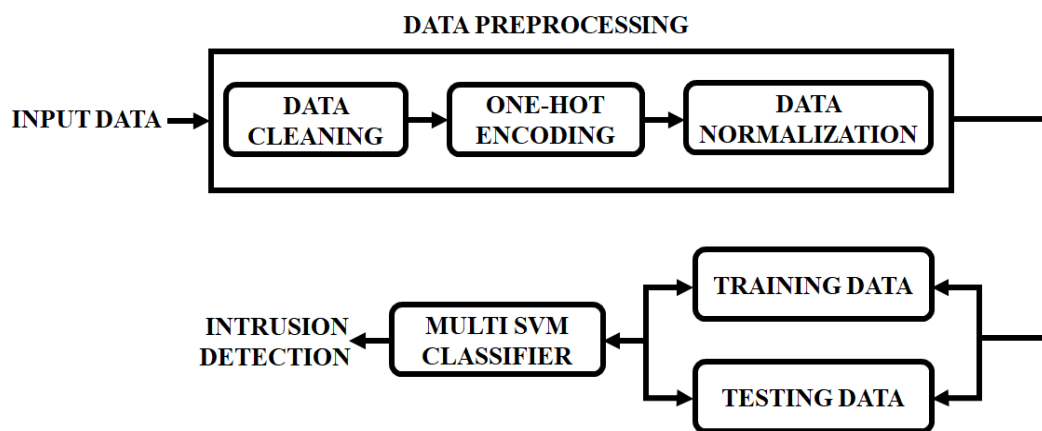 DATA PREPROCESSING
INPUT DATA
DATA
CLEANING
ONE-HOT
ENCODING
DATA
NORMALIZATION
TRAINING DATA
INTRUSION
DETECTION
MULTI SVM
CLASSIFIER
TESTING DATA